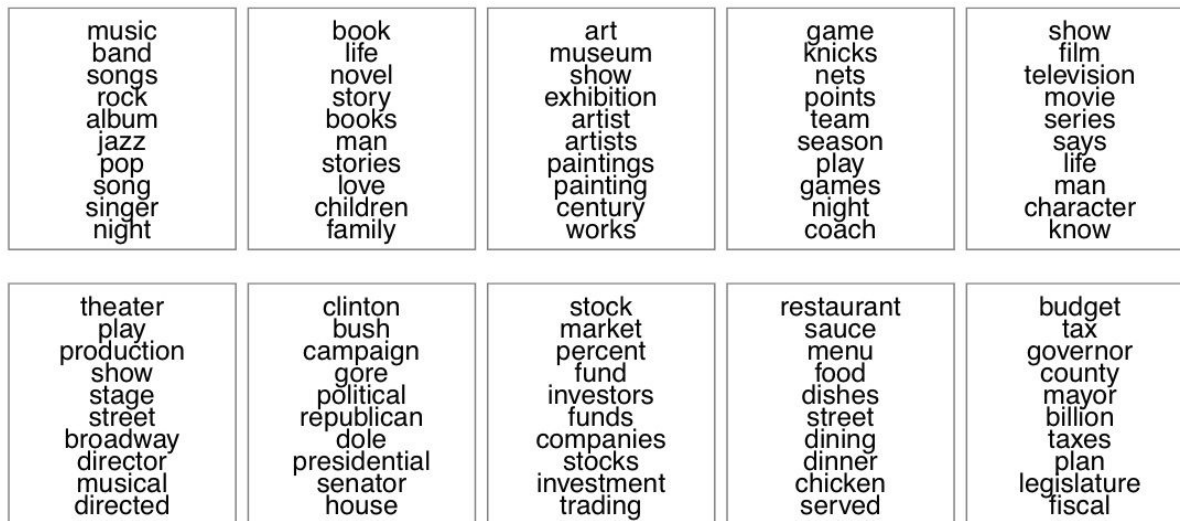 music
band
songs
rock
album
jazz
pop
song
singer
night
book
life
novel
story
books
man
stories
love
children
family
art
museum
show
exhibition
artist
artists
paintings
painting
century
works
game
knicks
nets
points
team
season
play
games
night
coach
show
film
television
movie
series
says
life
man
character
know
theater
play
production
show
stage
street
broadway
director
musical
directed
clinton
bush
campaign
gore
political
republican
dole
presidential
senator
house
stock
market
percent
fund
investors
funds
companies
stocks
investment
trading
restaurant
sauce
menu
food
dishes
street
dining
dinner
chicken
served
budget
tax
governor
county
mayor
billion
taxes
plan
legislature
fiscal